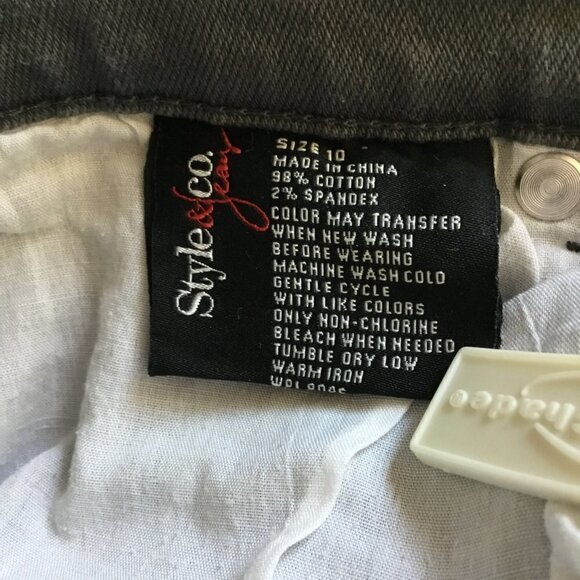 Style&co.
Jeans
SIZE 10
MADE IN CHINA
98% COTTON
2% SPANDEX
COLOR MAY TRANSFER
WHEN NEW WASH
BEFORE WEARING
MACHINE WASH COLD
GENTLE CYCLE
WITH LIKE COLORS
ONLY NON-CHLORINE
BLEACH WHEN NEEDED
TUMBLE DRY LOW
WARM IRON